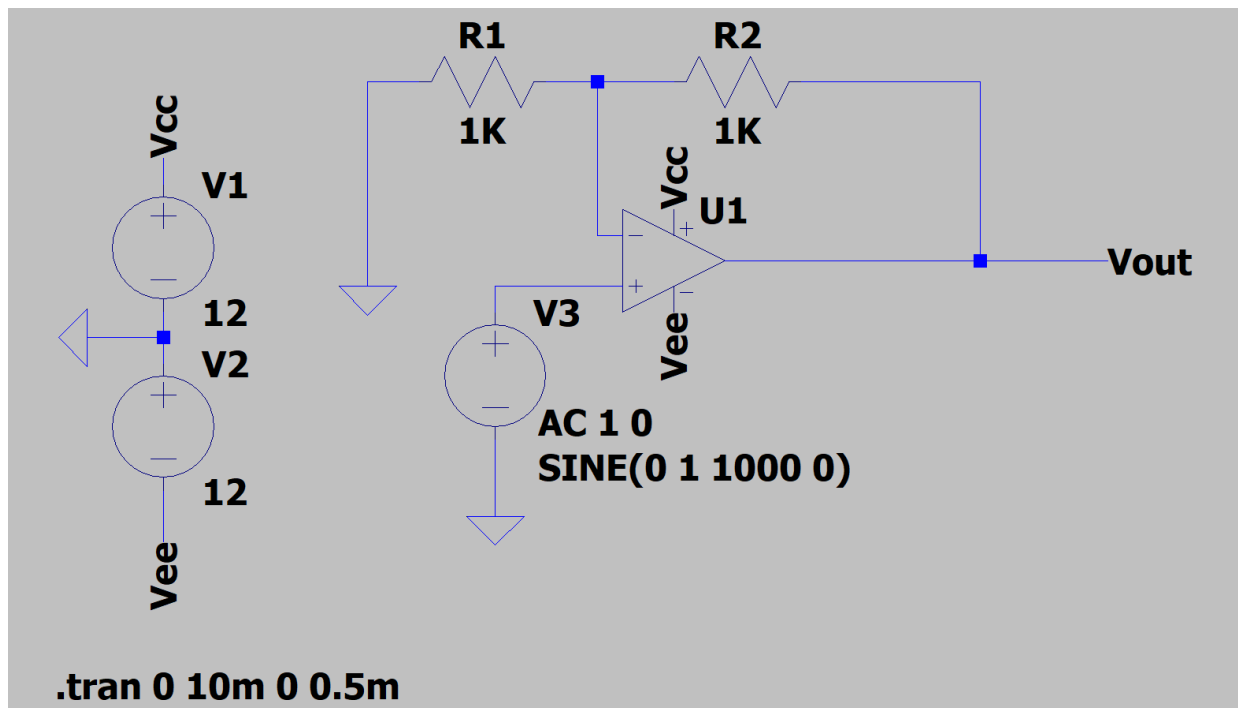 R1
R2
1K
1K
Vcc
V1
12
V2
12
Vee
Vcc
U1
Vee
Vout
V3
AC 1 0
SINE(0 1 1000 0)
.tran 0 10m 0 0.5m